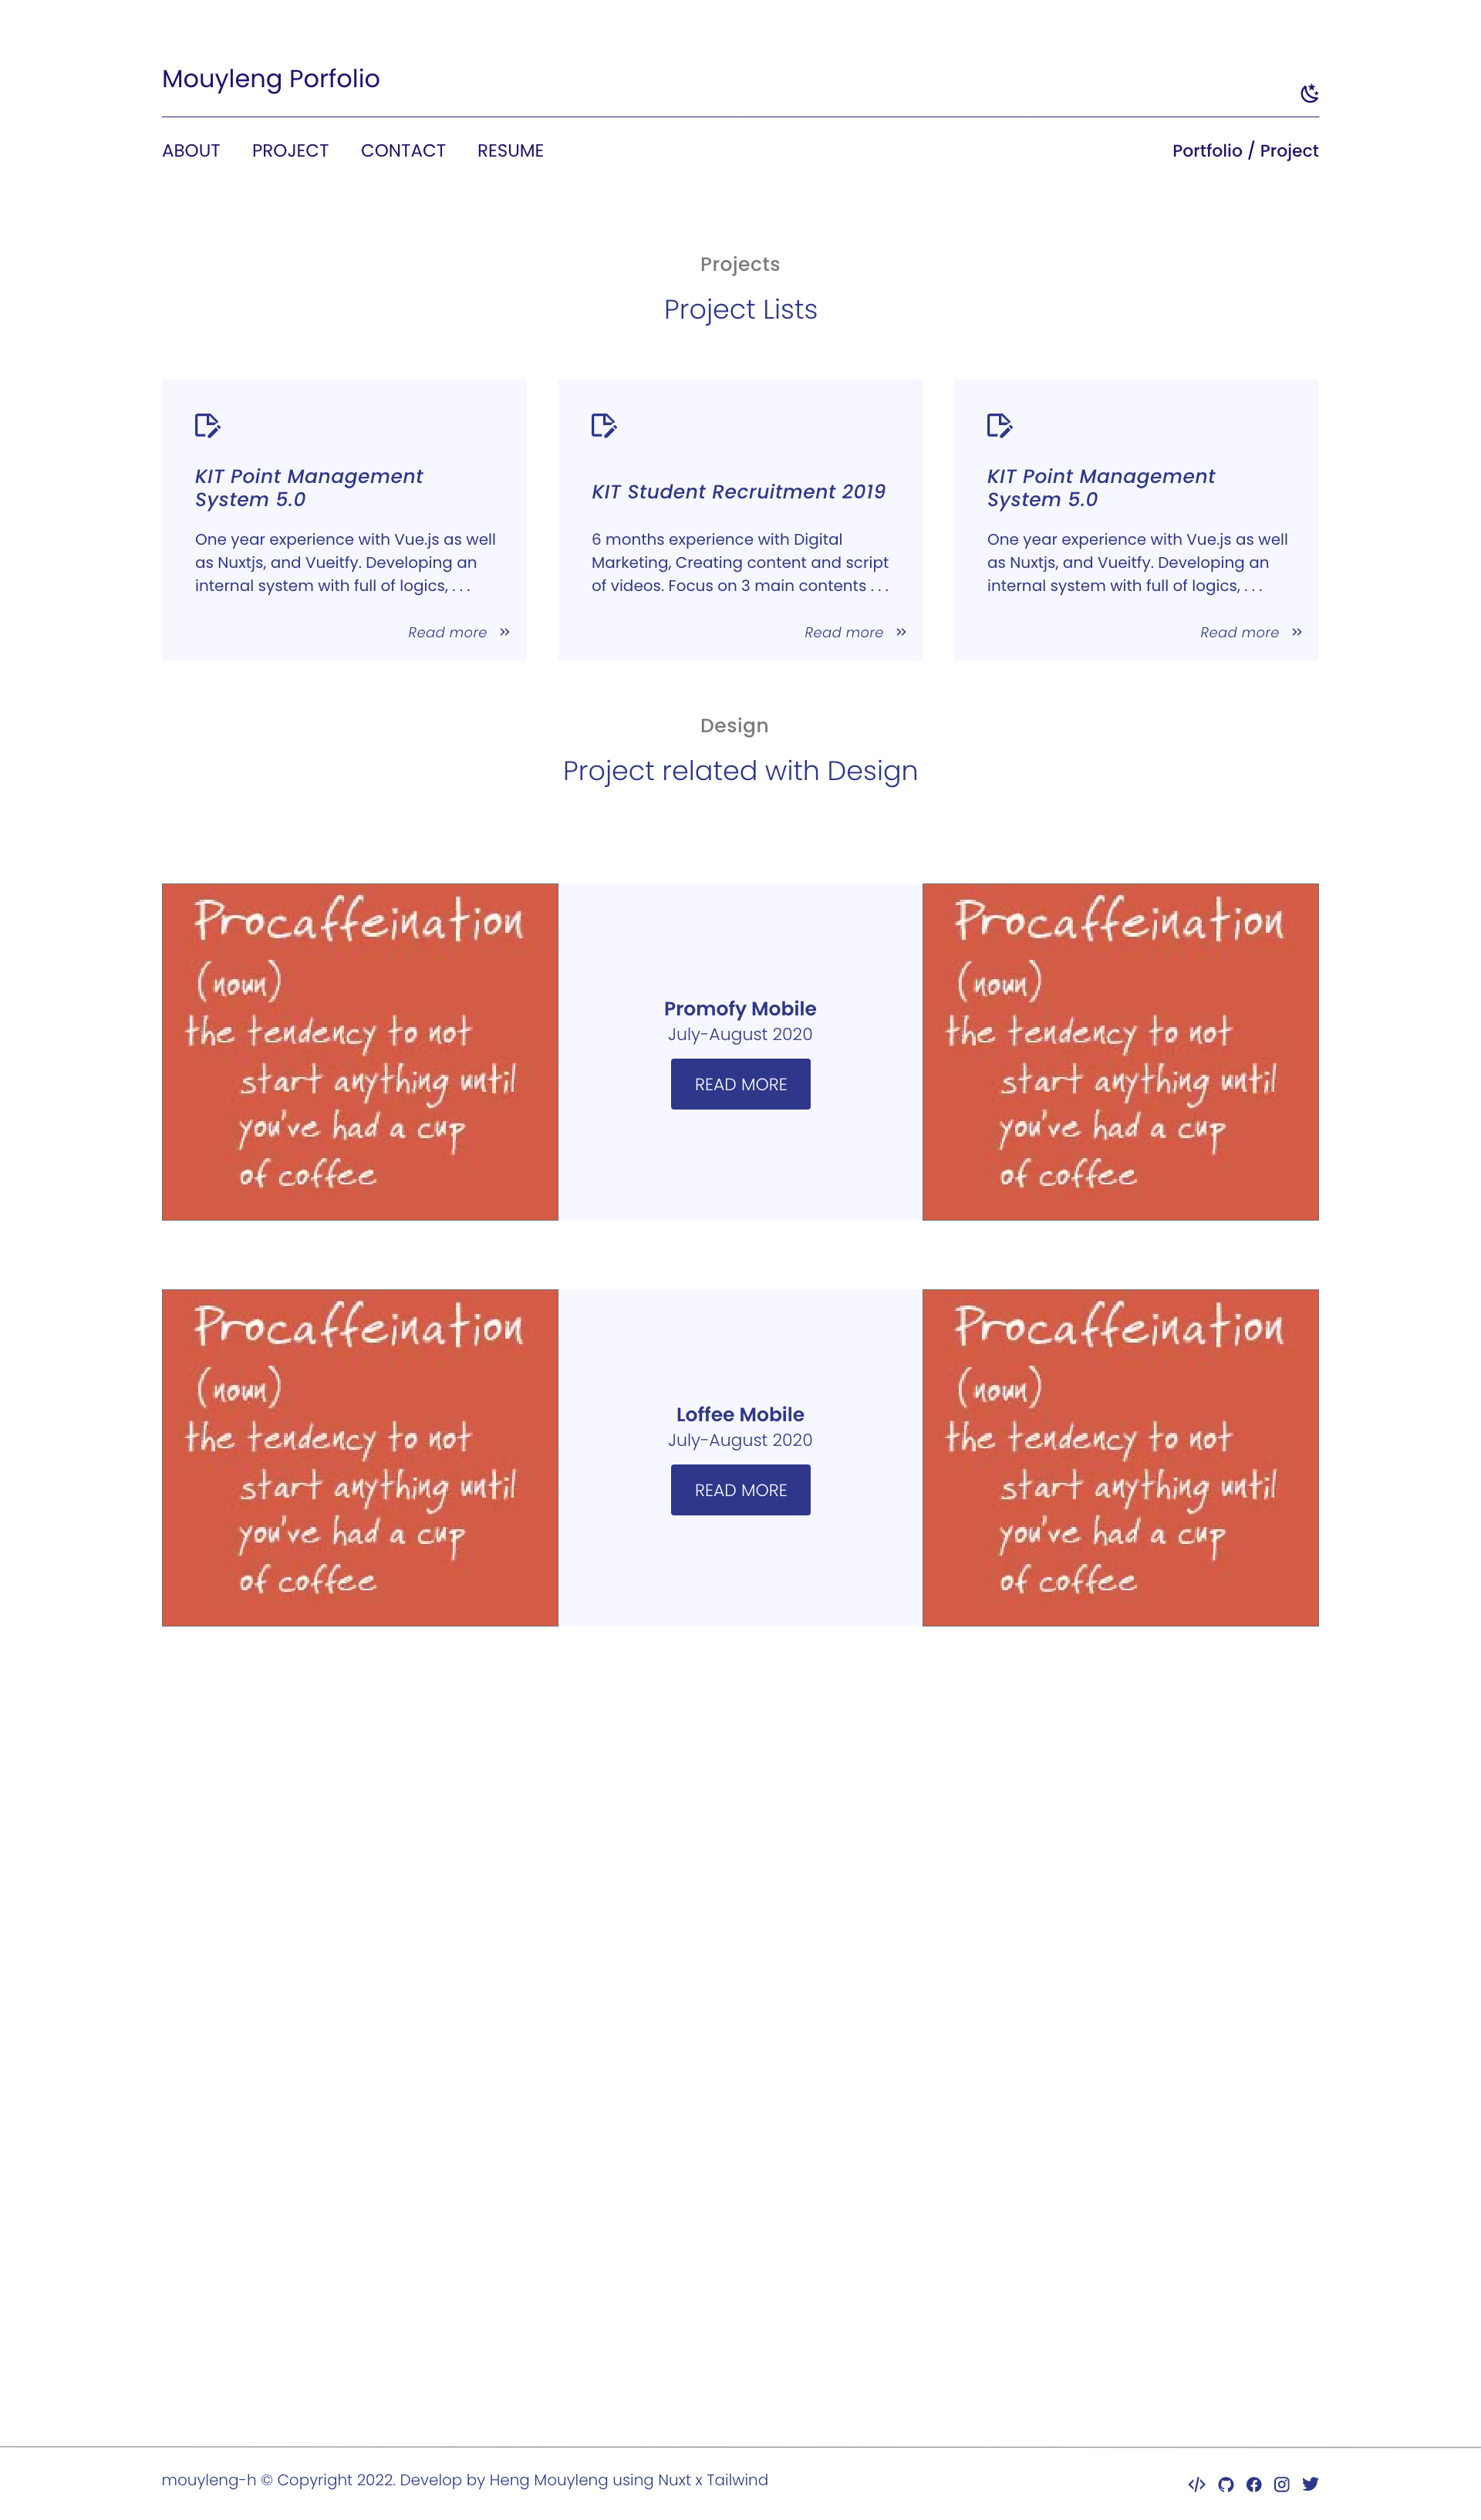 Mouyleng Porfolio
ABOUT PROJECT CONTACT RESUME Portfolio / Project
Projects
Project Lists
KIT Point Management
System 5.0
One year experience with Vue.js as well
as Nuxtjs, and Vueitfy. Developing an
internal system with full of logics, . . .
Read more
KIT Student Recruitment 2019
6 months experience with Digital
Marketing, Creating content and script
of videos. Focus on 3 main contents . . .
Read more
KIT Point Management
System 5.0
One year experience with Vue.js as well
as Nuxtjs, and Vueitfy. Developing an
internal system with full of logics, . . .
Read more
Design
Project related with Design
Procaffeination
(noun)
the tendency to not
start anything until
you've had a cup
of coffee
Promofy Mobile
July-August 2020
READ MORE
Procaffeination
(noun)
the tendency to not
start anything until
you've had a cup
of coffee
Procaffeination
(noun)
the tendency to not
start anything until
you've had a cup
of coffee
Loffee Mobile
July-August 2020
READ MORE
Procaffeination
(noun)
the tendency to not
start anything until
you've had a cup
of coffee
mouyleng-h © Copyright 2022. Develop by Heng Mouyleng using Nuxt x Tailwind